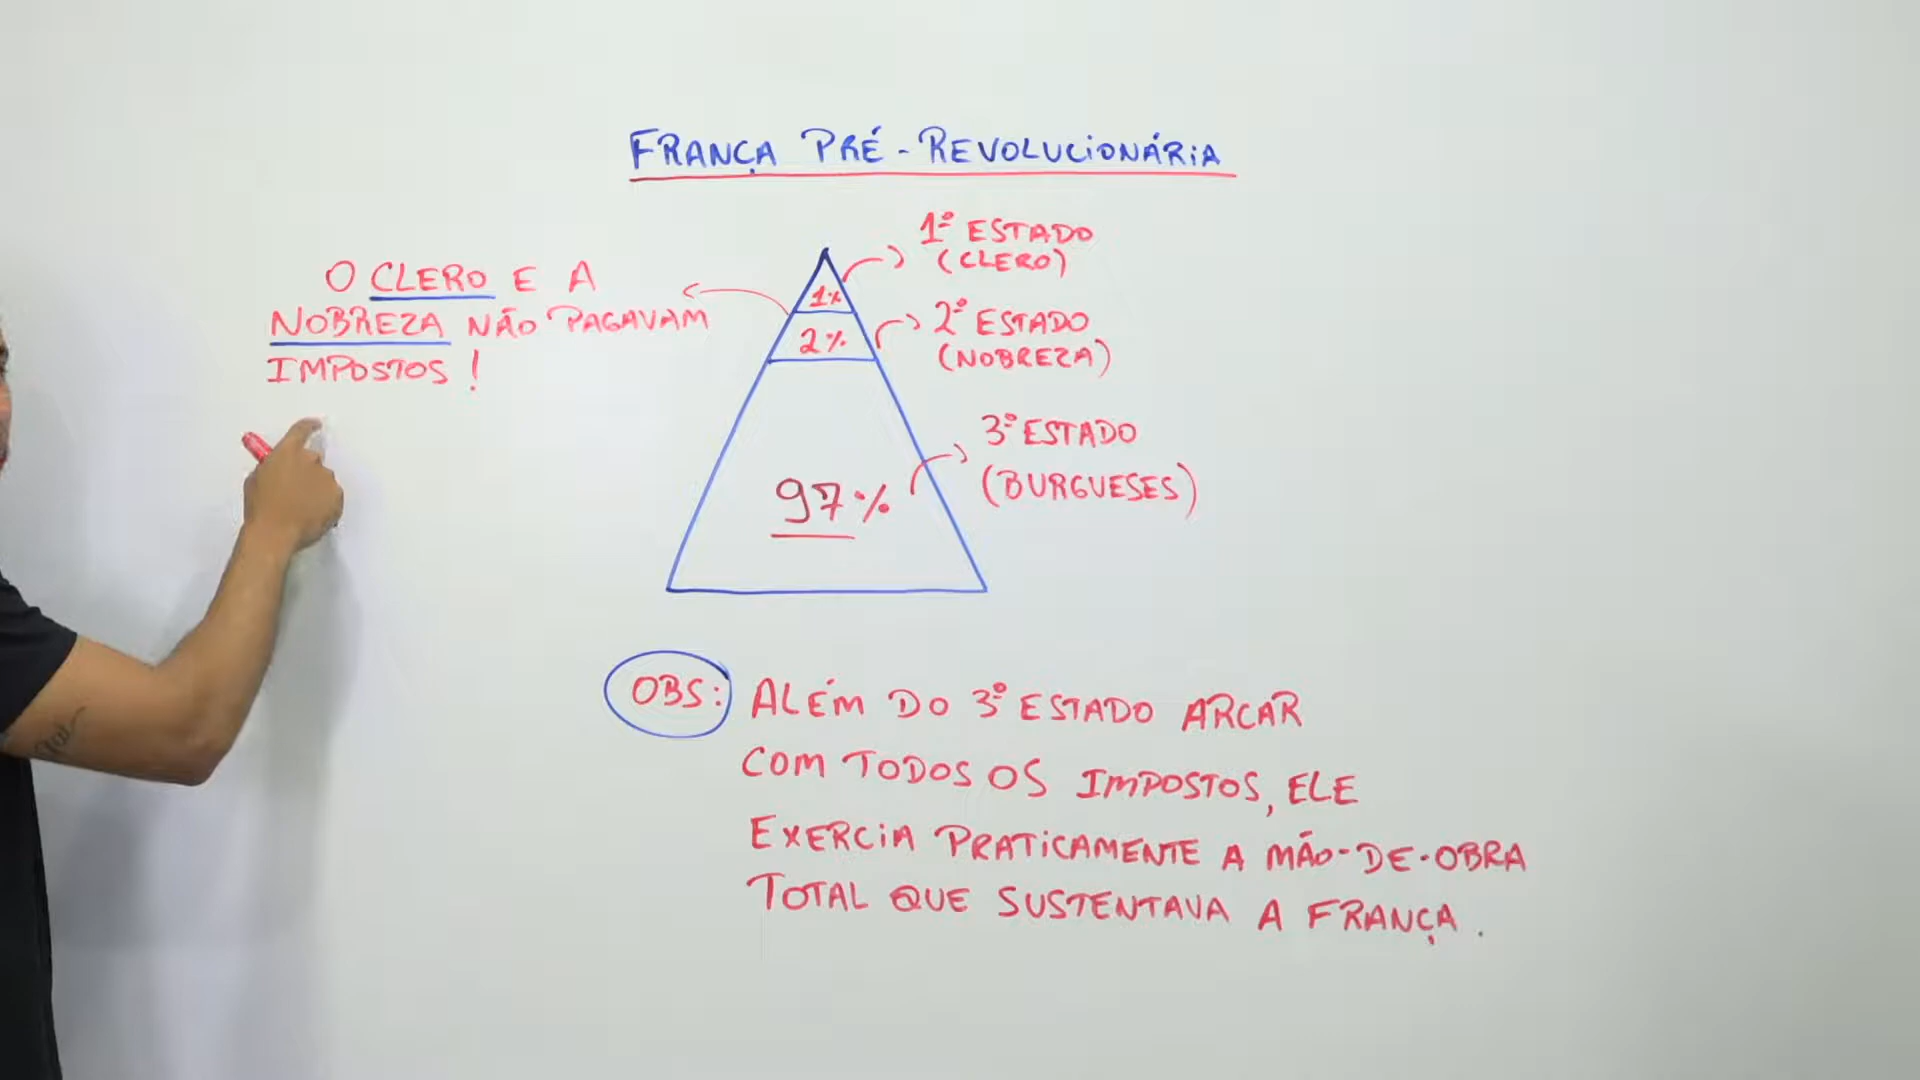 FRANÇA PRÉ-REVOLUCIONÁRIA
O CLERO E A
NOBREZA NÃO PAGAVAM
IMPOSTOS!
1º ESTADO
(CLERO)
1%
2º ESTADO
(NOBREZA)
2%
3º ESTADO
(BURGUESES)
97%
OBS: ALÉM DO 3º ESTADO ARCAR
COM TODOS OS IMPOSTOS, ELE
EXERCIA PRATICAMENTE A MÃO-DE-OBRA
TOTAL QUE SUSTENTAVA A FRANÇA.